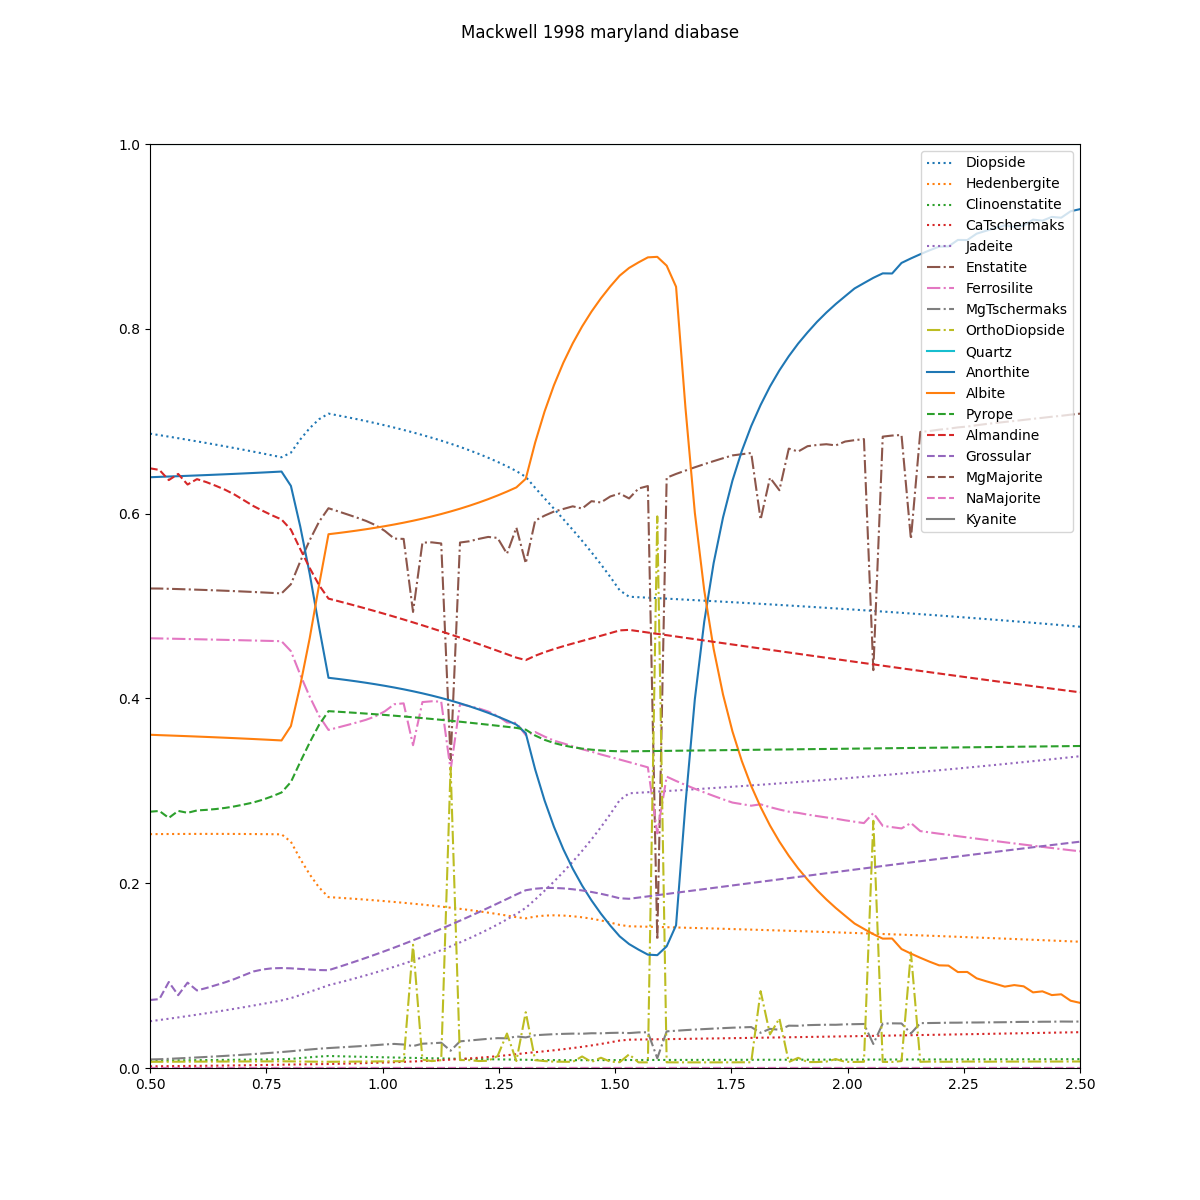 Mackwell 1998 maryland diabase
1.0
0.8
0.6
0.4
0.2
0.0
Diopside
Hedenbergite
Clinoenstatite
CaTschermaks
Jadeite
Enstatite
Ferrosilite
MgTschermaks
OrthoDiopside
Quartz
Anorthite
Albite
Pyrope
Almandine
Grossular
MgMajorite
NaMajorite
Kyanite
0.50 0.75 1.00 1.25 1.50 1.75 2.00 2.25 2.50